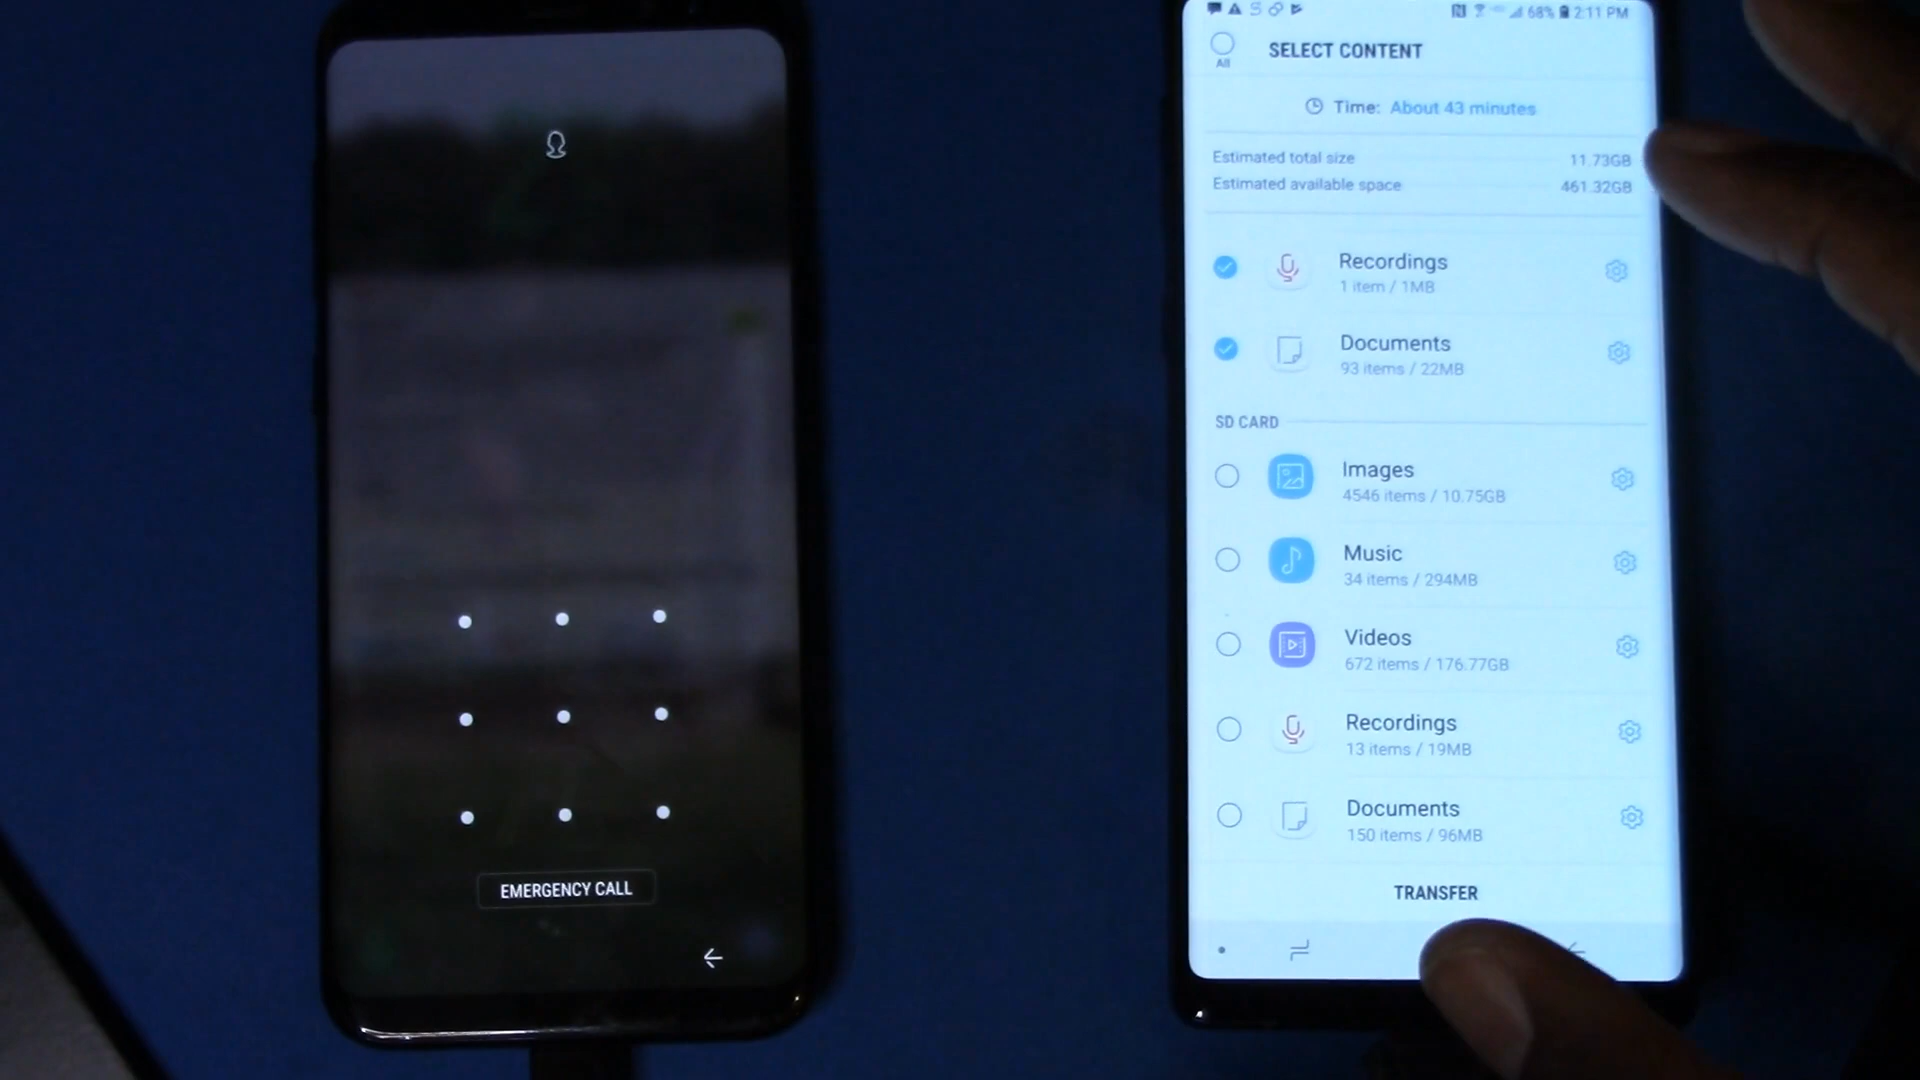 EMERGENCY CALL
68% 2:11 PM
All
SELECT CONTENT
Time: About 43 minutes
Estimated total size 11.73GB
Estimated available space 461.32GB
Recordings
1 item / 1MB
Documents
93 items / 22MB
SD CARD
Images
4546 items / 10.75GB
Music
34 items / 294MB
Videos
672 items / 176.77GB
Recordings
13 items / 19MB
Documents
150 items / 96MB
TRANSFER